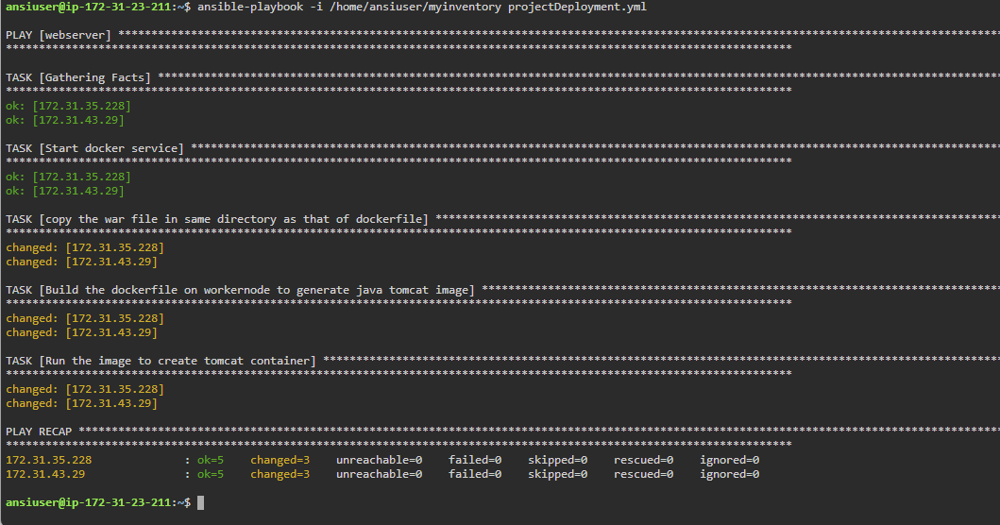 ansiuser@ip-172-31-23-211:~$ ansible-playbook -i /home/ansiuser/myinventory projectDeployment.yml
PLAY [webserver] ***************************************************************************************************************************************
***********************************************************************************************************************
TASK [Gathering Facts] *********************************************************************************************************************************
***********************************************************************************************************************
ok: [172.31.35.228]
ok: [172.31.43.29]
TASK [Start docker service] ****************************************************************************************************************************
***********************************************************************************************************************
ok: [172.31.35.228]
ok: [172.31.43.29]
TASK [copy the war file in same directory as that of dockerfile] ***************************************************************************************
***********************************************************************************************************************
changed: [172.31.35.228]
changed: [172.31.43.29]
TASK [Build the dockerfile on workernode to generate java tomcat image] ********************************************************************************
***********************************************************************************************************************
changed: [172.31.35.228]
changed: [172.31.43.29]
TASK [Run the image to create tomcat container] ********************************************************************************************************
***********************************************************************************************************************
changed: [172.31.35.228]
changed: [172.31.43.29]
PLAY RECAP *********************************************************************************************************************************************
***********************************************************************************************************************
172.31.35.228 : ok=5 changed=3 unreachable=0 failed=0 skipped=0 rescued=0 ignored=0
172.31.43.29 : ok=5 changed=3 unreachable=0 failed=0 skipped=0 rescued=0 ignored=0
ansiuser@ip-172-31-23-211:~$